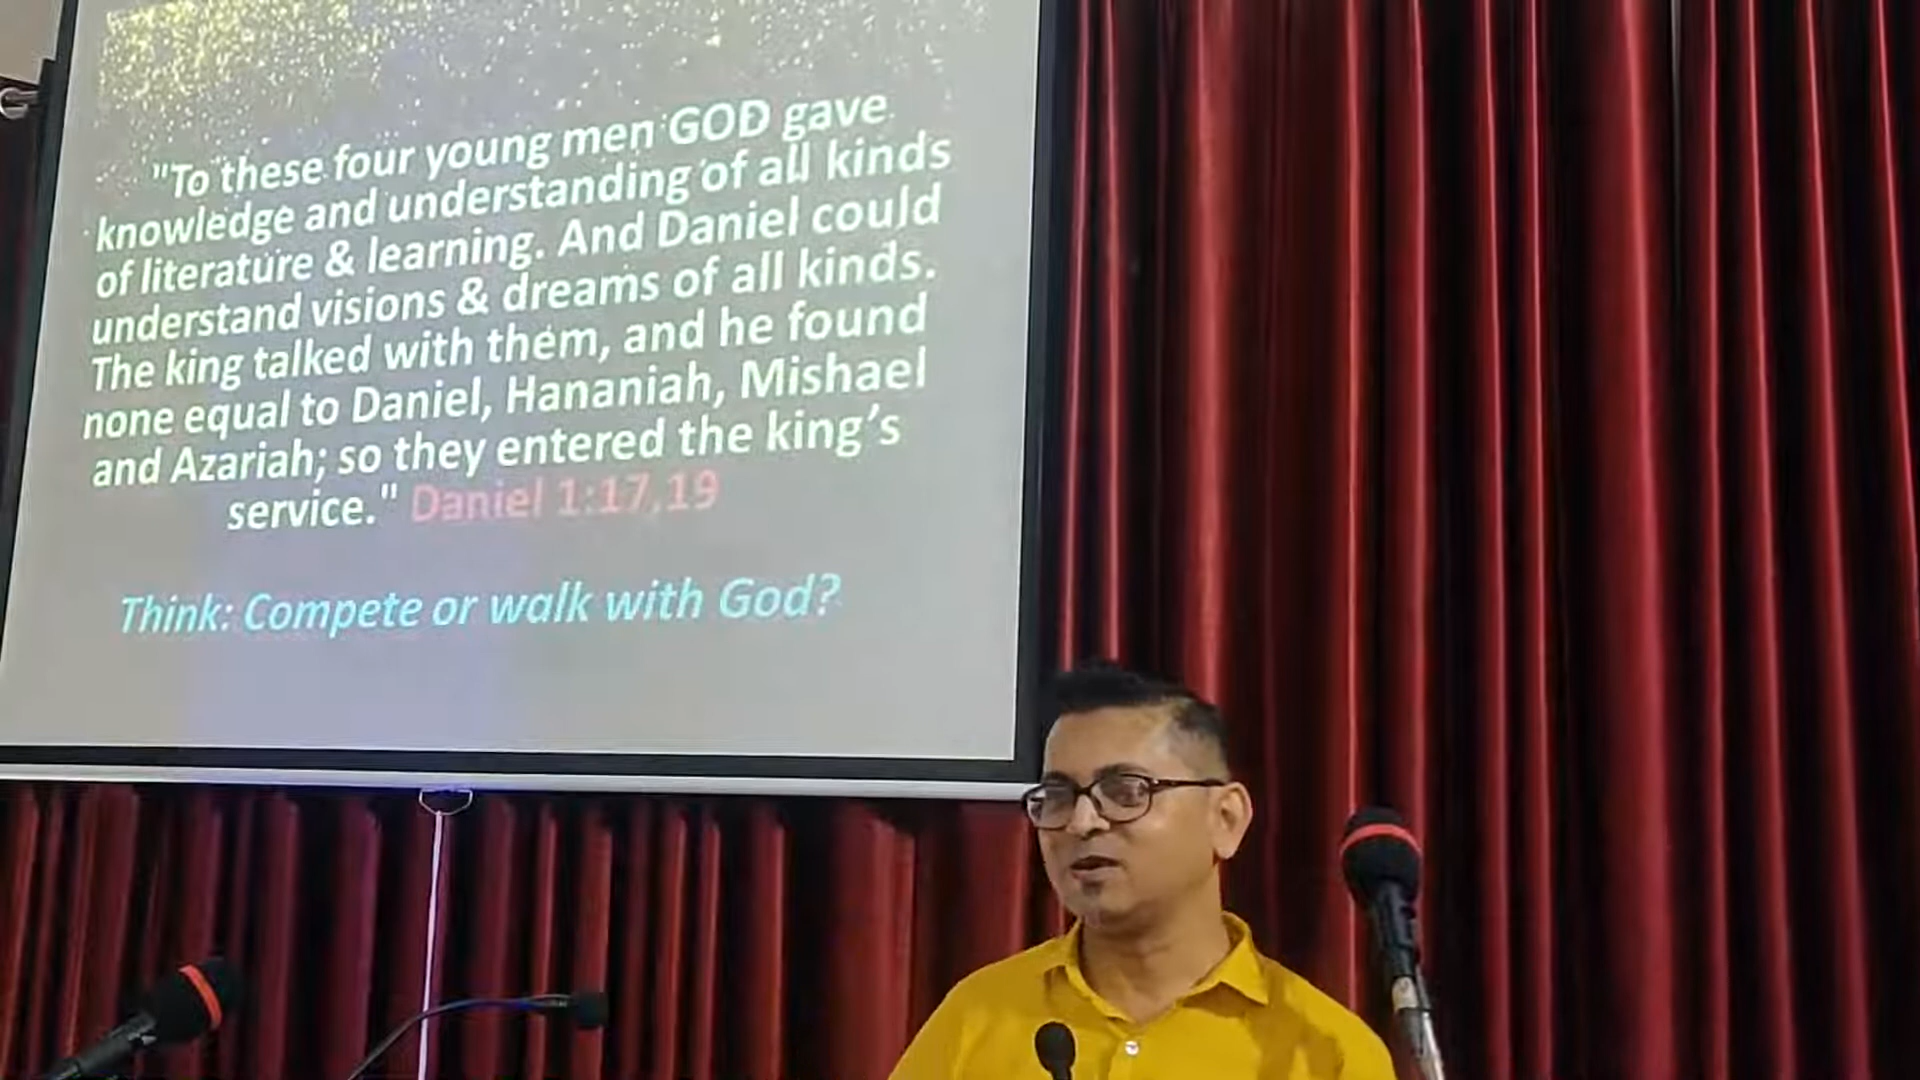 "To these four young men GOD gave
knowledge and understanding of all kinds
of literature & learning. And Daniel could
understand visions & dreams of all kinds.
The king talked with them, and he found
none equal to Daniel, Hananiah, Mishael
and Azariah; so they entered the king’s
service." Daniel 1:17,19
Think: Compete or walk with God?